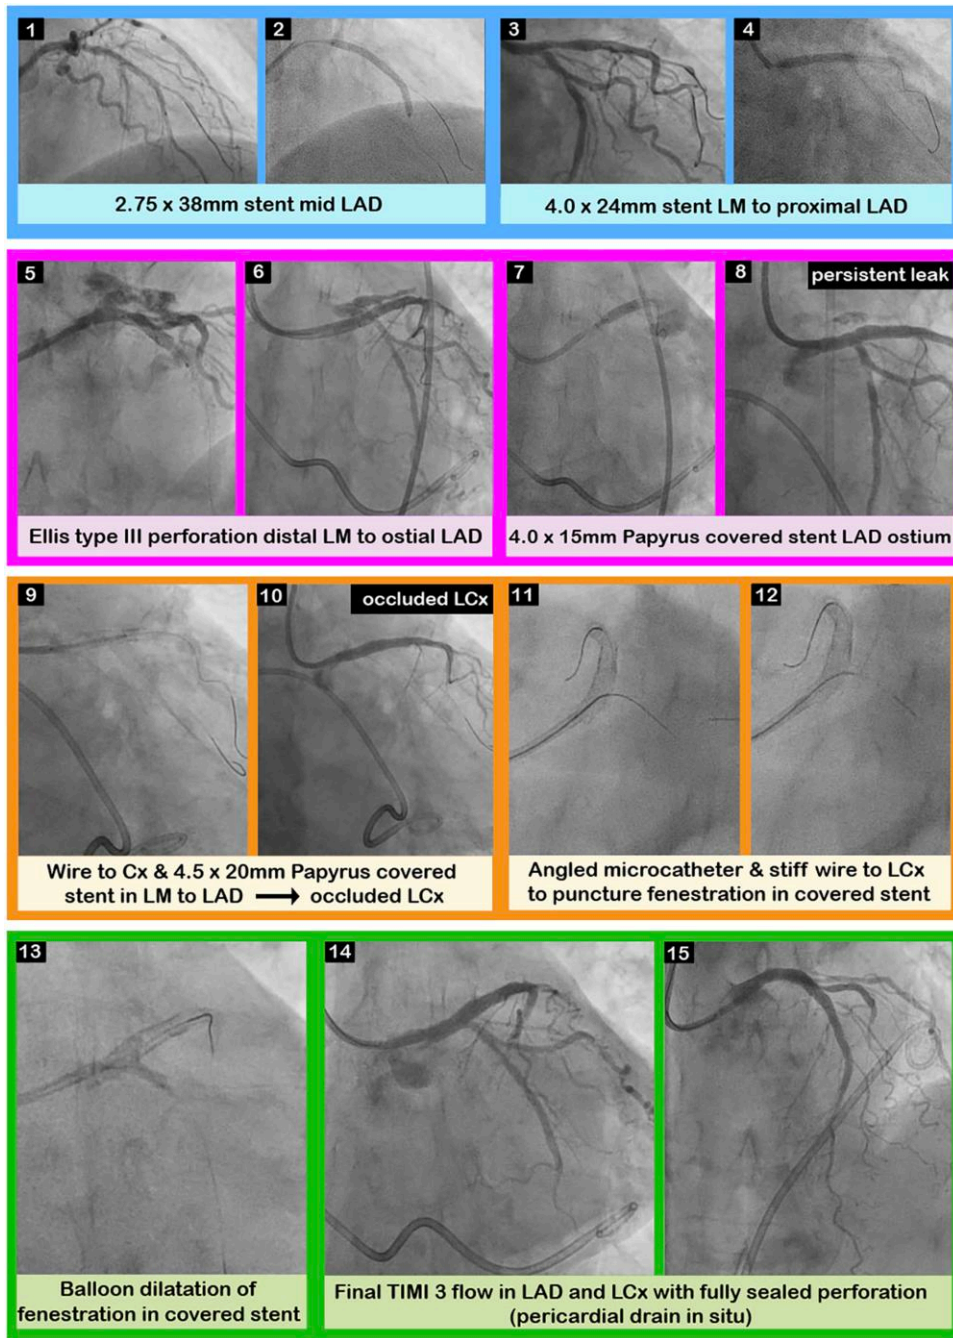 1
2
3
4
2.75 x 38mm stent mid LAD
4.0 x 24mm stent LM to proximal LAD
5
6
7
8
persistent leak
Ellis type III perforation distal LM to ostial LAD
4.0 x 15mm Papyrus covered stent LAD ostium
9
10
occluded LCx
11
12
Wire to Cx & 4.5 x 20mm Papyrus covered
stent in LM to LAD ⟶ occluded LCx
Angled microcatheter & stiff wire to LCx
to puncture fenestration in covered stent
13
14
15
Balloon dilatation of
fenestration in covered stent
Final TIMI 3 flow in LAD and LCx with fully sealed perforation
(pericardial drain in situ)